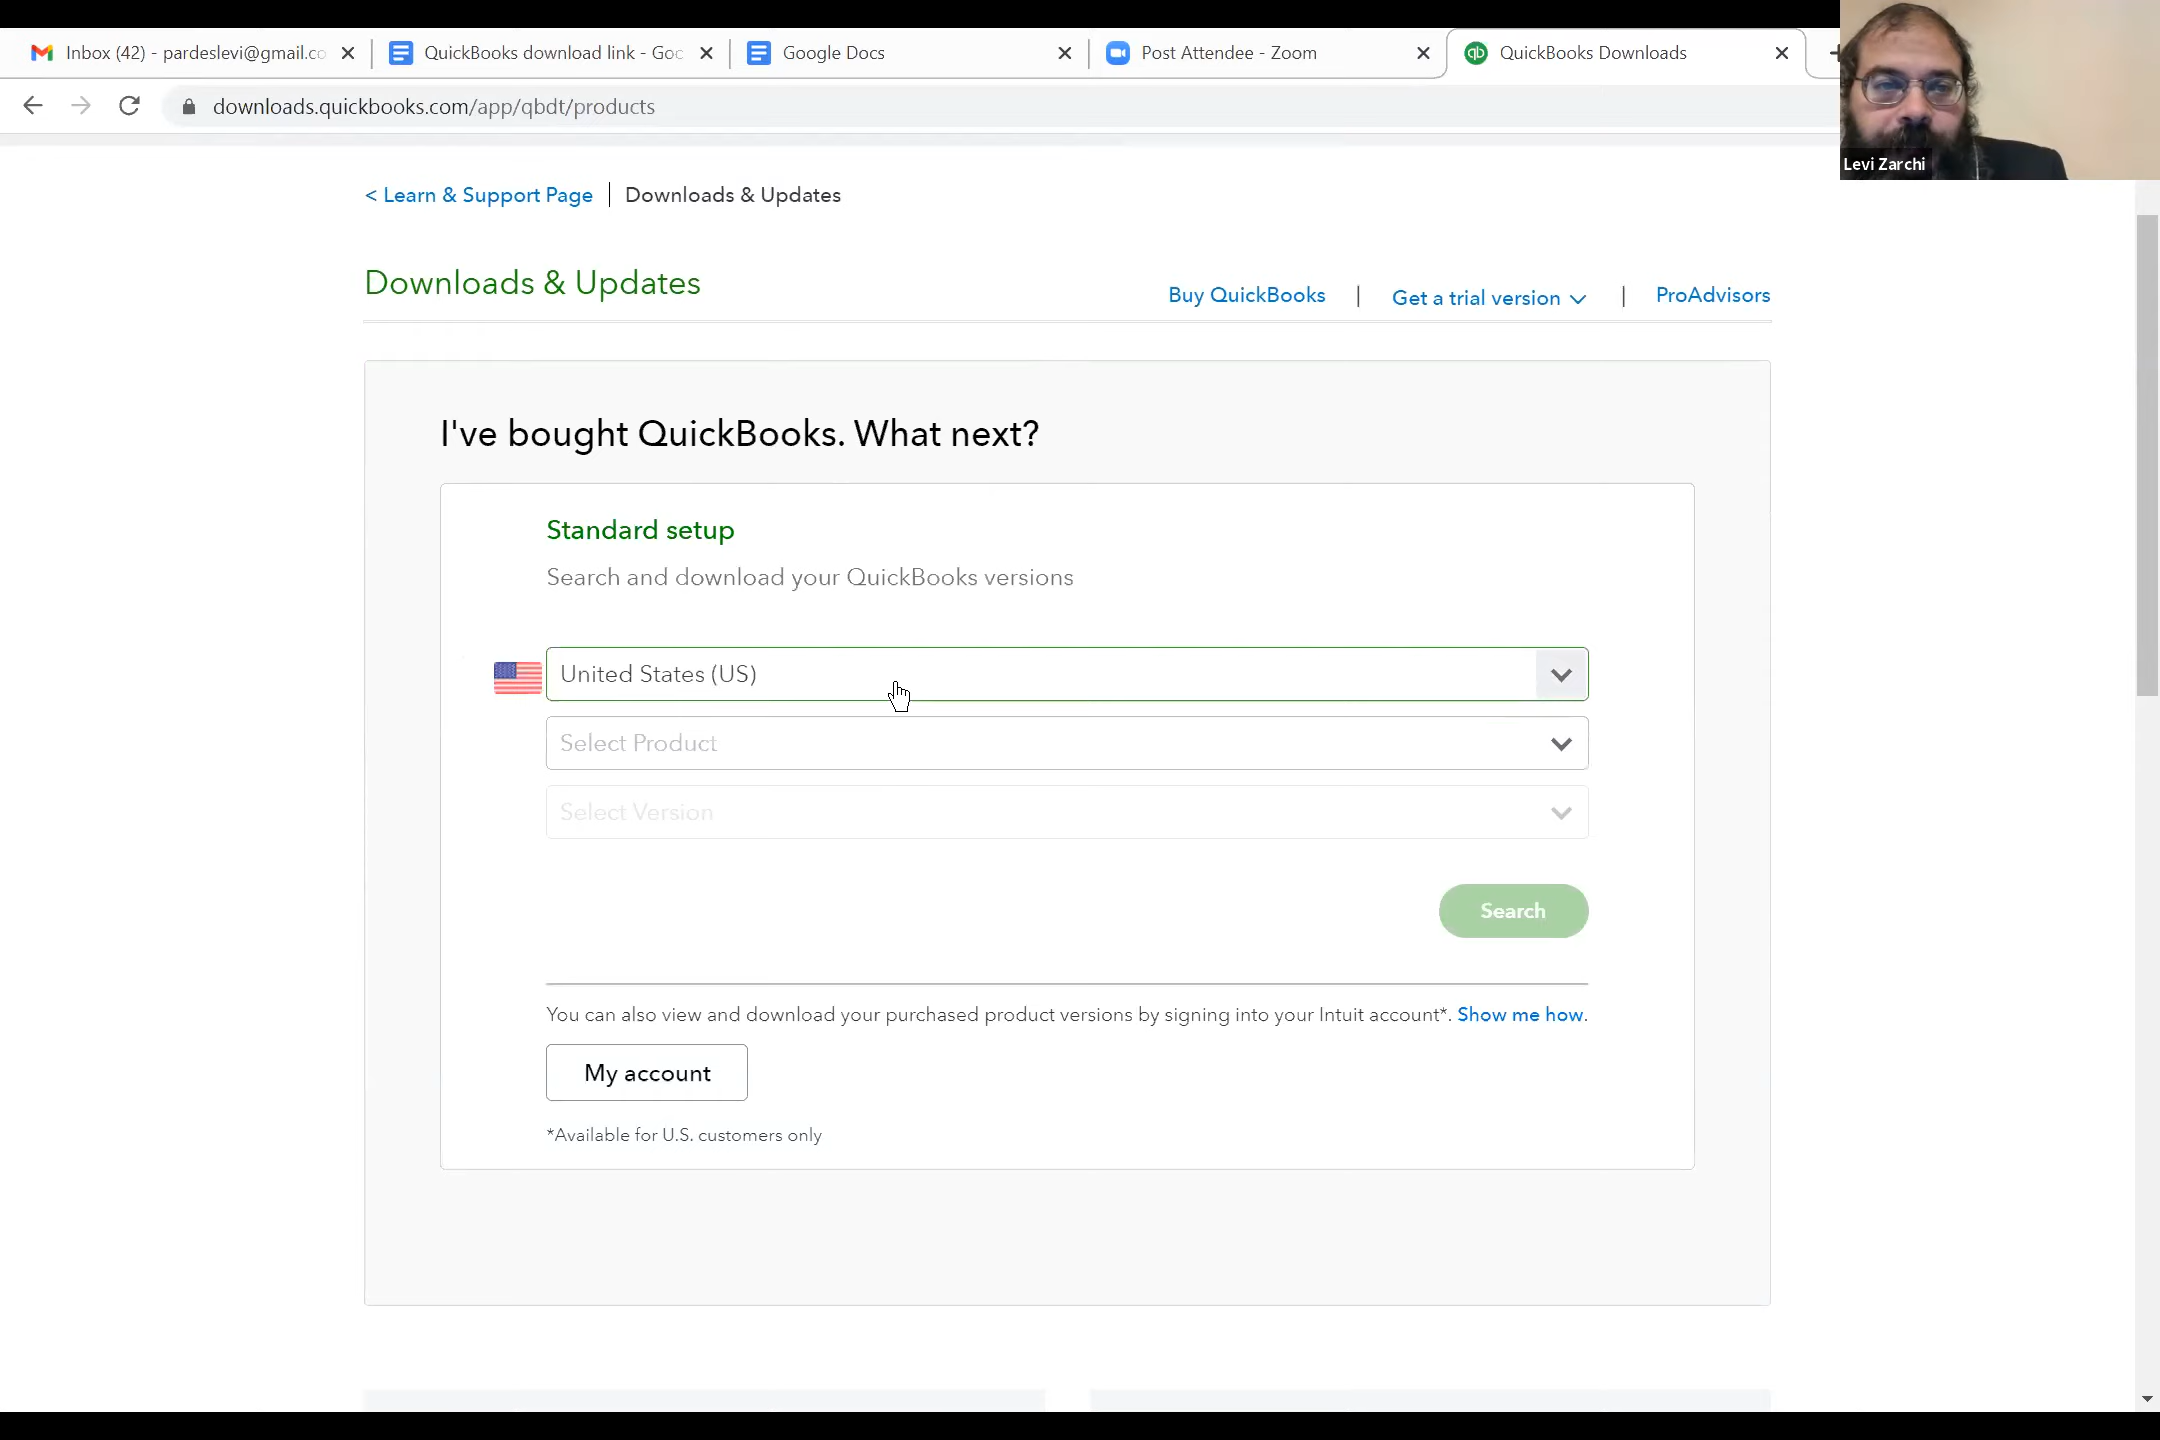 Inbox (42) - pardeslevi@gmail.co
QuickBooks download link - Goc
Google Docs
Post Attendee - Zoom
qb
QuickBooks Downloads
downloads.quickbooks.com/app/qbdt/products
Levi Zarchi
< Learn & Support Page
Downloads & Updates
Downloads & Updates
Buy QuickBooks
Get a trial version
ProAdvisors
I've bought QuickBooks. What next?
Standard setup
Search and download your QuickBooks versions
United States (US)
Select Product
Select Version
Search
You can also view and download your purchased product versions by signing into your Intuit account*. Show me how.
My account
*Available for U.S. customers only